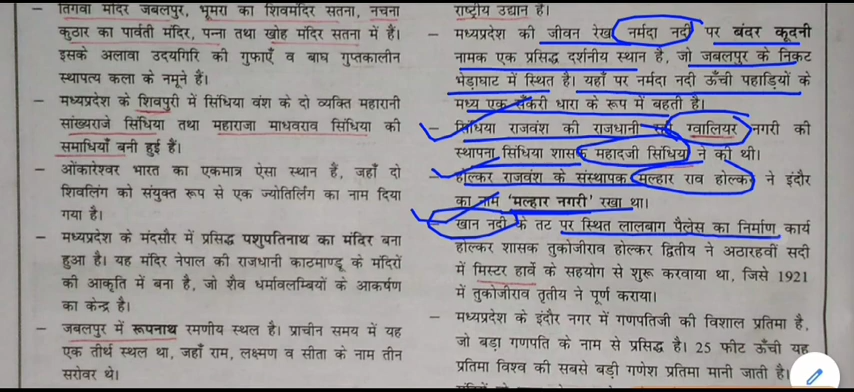 तिगवा मंदिर जबलपुर, भूमरा का शिवमंदिर सतना, नचना
कुठार का पार्वती मंदिर, पन्ना तथा खोह मंदिर सतना में हैं।
इसके अलावा उदयगिरि की गुफाएँ व बाघ गुप्तकालीन
स्थापत्य कला के नमूने हैं।
– मध्यप्रदेश के शिवपुरी में सिंधिया वंश के दो व्यक्ति महारानी
सांख्यराजे सिंधिया तथा महाराजा माधवराव सिंधिया की
समाधियाँ बनी हुई हैं।
– ओंकारेश्वर भारत का एकमात्र ऐसा स्थान हैं, जहाँ दो
शिवलिंग को संयुक्त रूप से एक ज्योतिर्लिंग का नाम दिया
गया है।
– मध्यप्रदेश के मंदसौर में प्रसिद्ध पशुपतिनाथ का मंदिर बना
हुआ है। यह मंदिर नेपाल की राजधानी काठमाण्डू के मंदिरों
की आकृति में बना है, जो शैव धर्मावलम्बियों के आकर्षण
का केन्द्र है।
– जबलपुर में रूपनाथ रमणीय स्थल है। प्राचीन समय में यह
एक तीर्थ स्थल था, जहाँ राम, लक्ष्मण व सीता के नाम तीन
सरोवर थे।
राष्ट्रीय उद्यान है।
– मध्यप्रदेश की जीवन रेखा नर्मदा नदी पर बंदर कूदनी
नामक एक प्रसिद्ध दर्शनीय स्थान है, जो जबलपुर के निकट
भेड़ाघाट में स्थित है। यहाँ पर नर्मदा नदी ऊँची पहाड़ियों के
मध्य एक सँकरी धारा के रूप में बहती है।
– सिंधिया राजवंश की राजधानी ग्वालियर नगरी की
स्थापना सिंधिया शासक महादजी सिंधिया ने की थी।
– होल्कर राजवंश के संस्थापक मल्हार राव होल्कर ने इंदौर
का नाम 'मल्हार नगरी' रखा था।
खान नदी के तट पर स्थित लालबाग पैलेस का निर्माण कार्य
होल्कर शासक तुकोजीराव होल्कर द्वितीय ने अठारहवीं सदी
में मिस्टर हार्वे के सहयोग से शुरू करवाया था, जिसे 1921
में तुकोजीराव तृतीय ने पूर्ण कराया।
– मध्यप्रदेश के इंदौर नगर में गणपतिजी की विशाल प्रतिमा है,
जो बड़ा गणपति के नाम से प्रसिद्ध है। 25 फीट ऊँची यह
प्रतिमा विश्व की सबसे बड़ी गणेश प्रतिमा मानी जाती है।